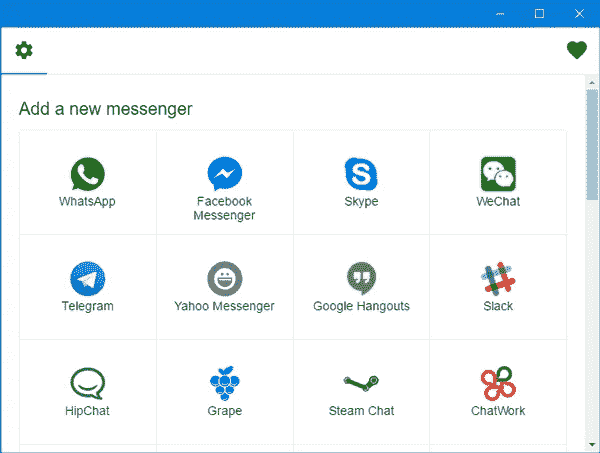 Add a new messenger
WhatsApp
Facebook
Messenger
Skype
WeChat
Telegram
Yahoo Messenger
Google Hangouts
Slack
HipChat
Grape
Steam Chat
ChatWork